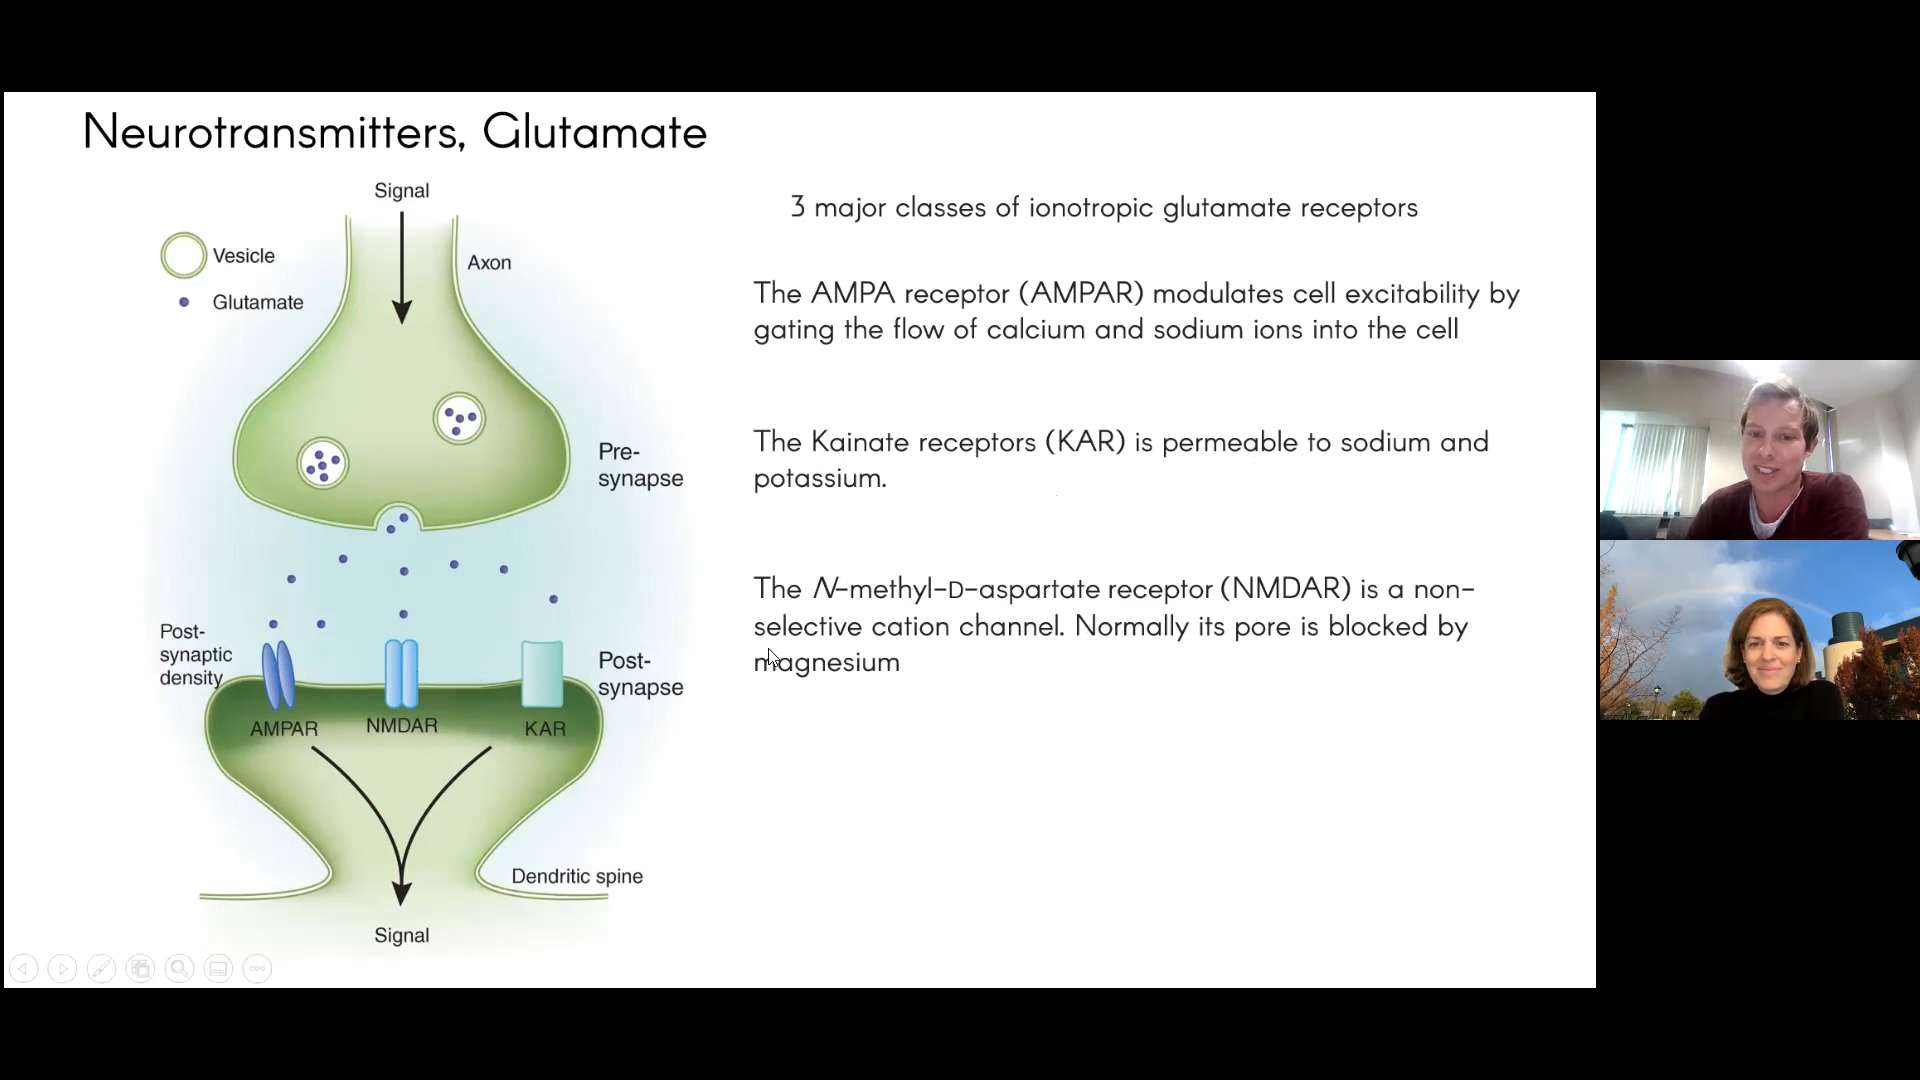 Neurotransmitters, Glutamate
Signal
Vesicle
Axon
Glutamate
Pre-
synapse
Post-
synaptic
density
Post-
synapse
AMPAR
NMDAR
KAR
Dendritic spine
Signal
3 major classes of ionotropic glutamate receptors
The AMPA receptor (AMPAR) modulates cell excitability by
gating the flow of calcium and sodium ions into the cell
The Kainate receptors (KAR) is permeable to sodium and
potassium.
The N-methyl-D-aspartate receptor (NMDAR) is a non-
selective cation channel. Normally its pore is blocked by
magnesium